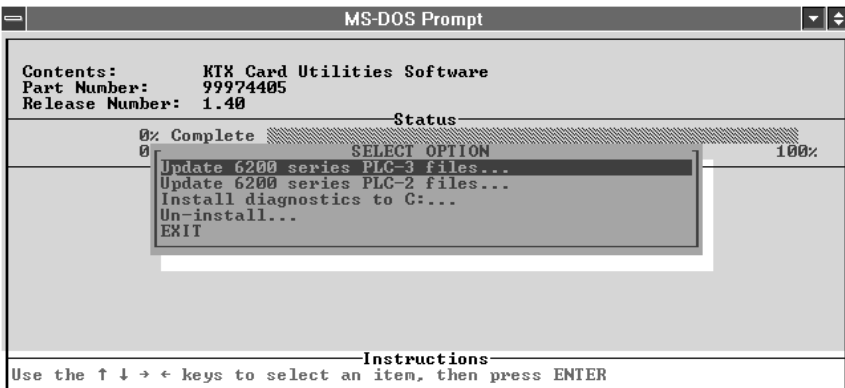 MS-DOS Prompt
Contents: KTX Card Utilities Software
Part Number: 99974405
Release Number: 1.40
Status
0% Complete
0 100%
SELECT OPTION
Update 6200 series PLC-3 files...
Update 6200 series PLC-2 files...
Install diagnostics to C:...
Un-install...
EXIT
Instructions
Use the ↑ ↓ → ← keys to select an item, then press ENTER